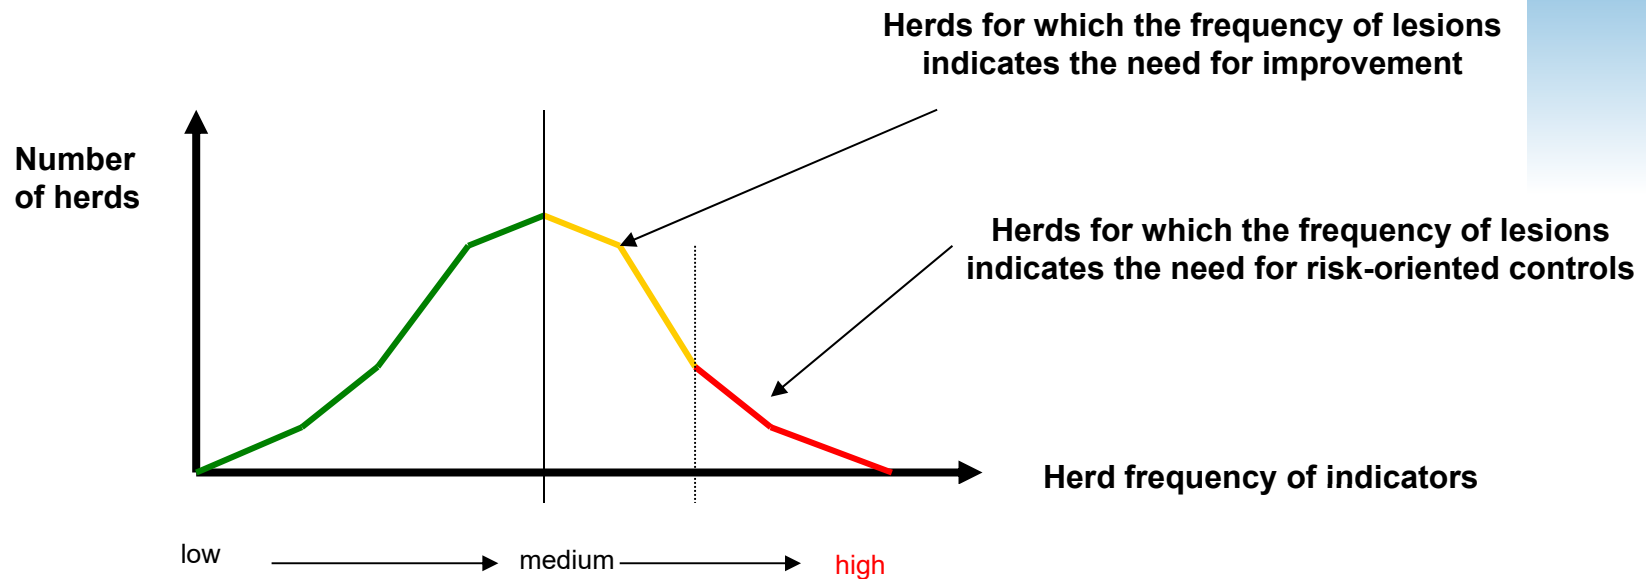 Herds for which the frequency of lesions
indicates the need for improvement
Number
of herds
Herds for which the frequency of lesions
indicates the need for risk-oriented controls
Herd frequency of indicators
low
medium
high